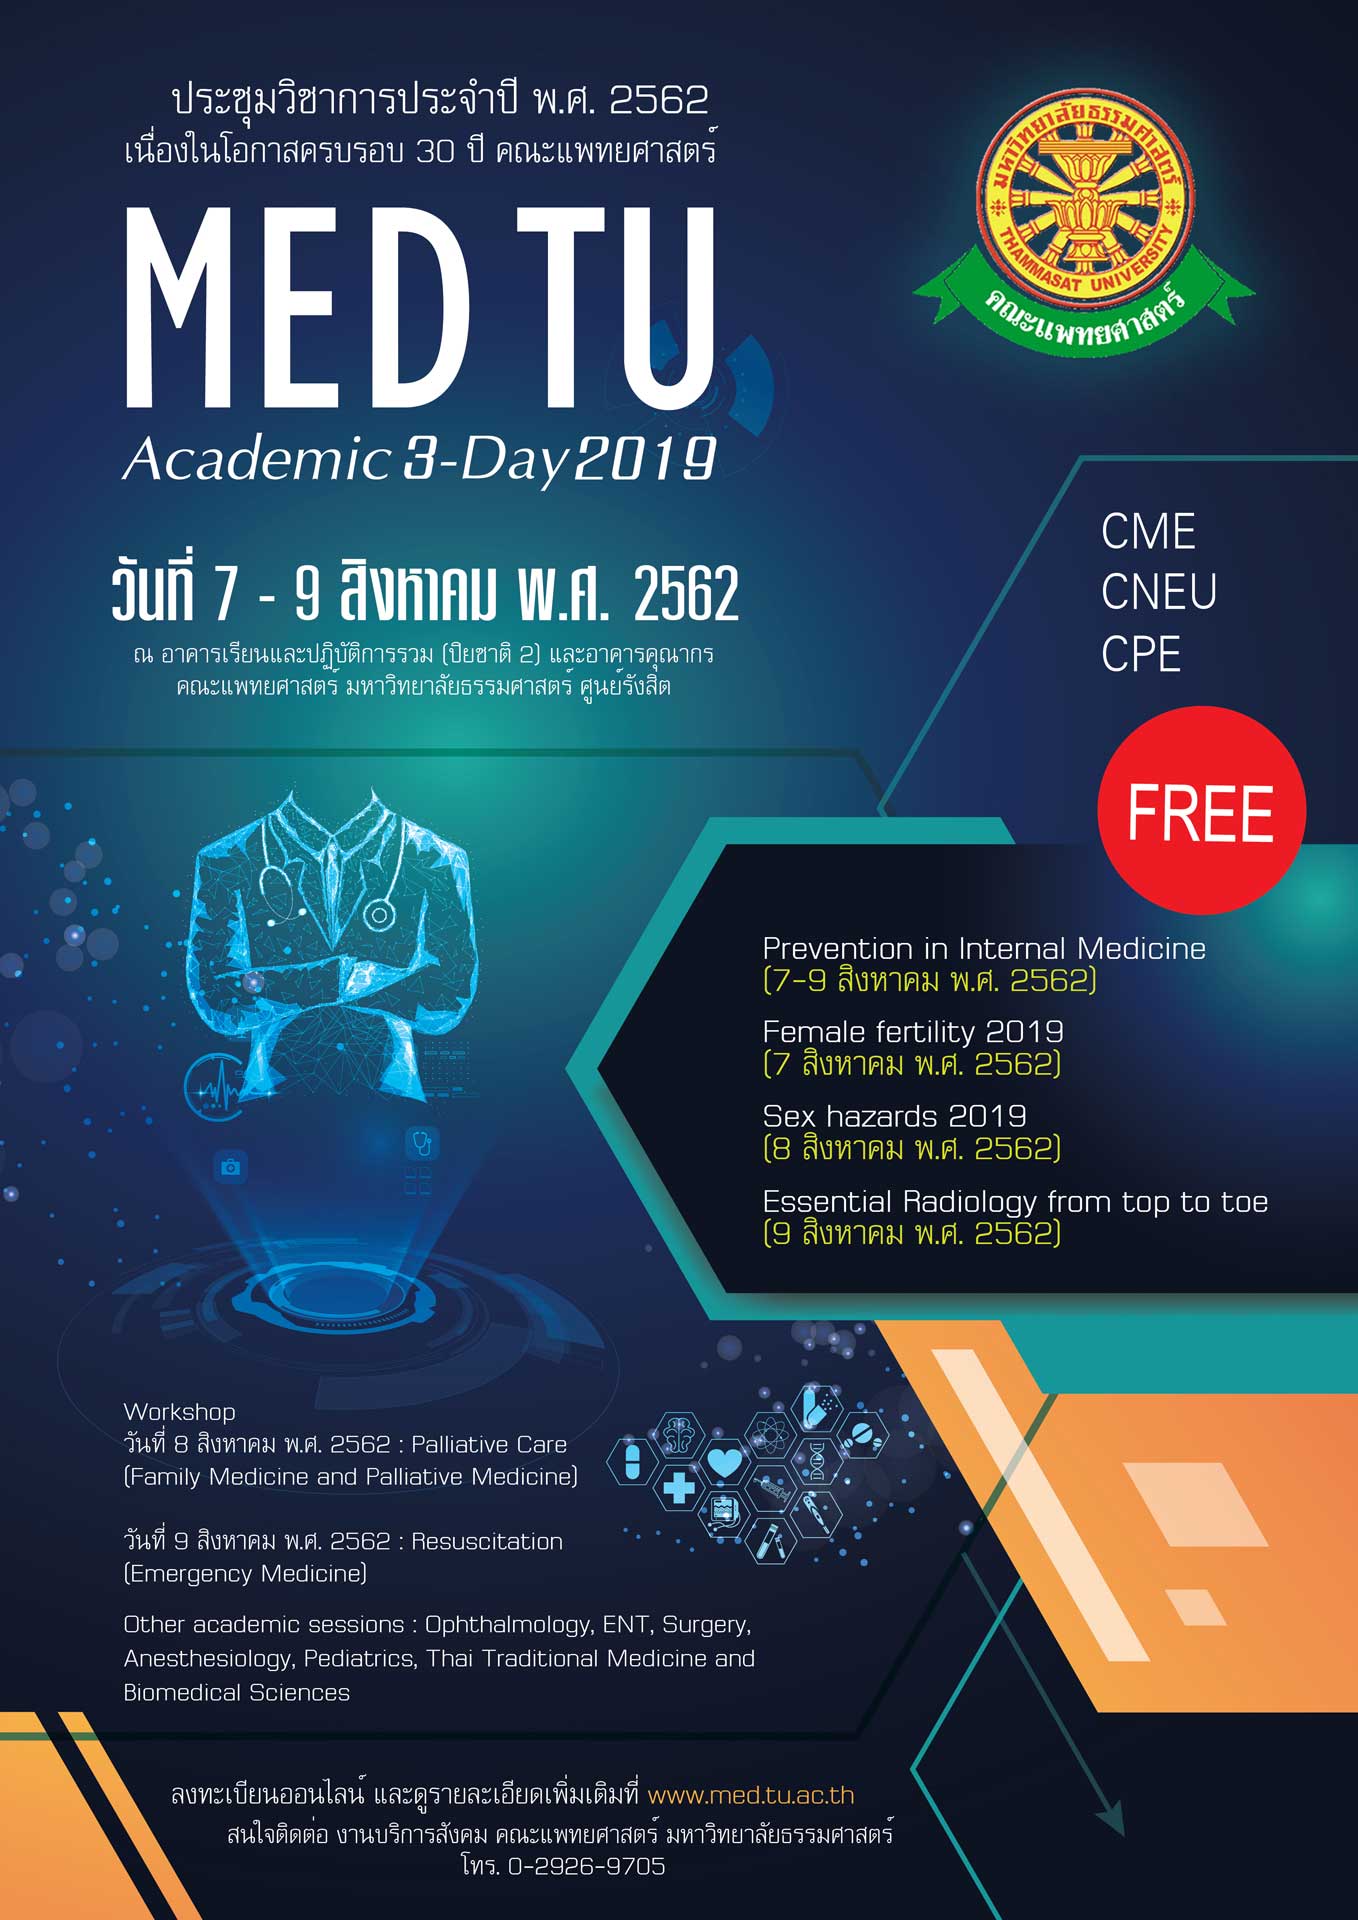 ประชุมวิชาการประจำปี พ.ศ. 2562
เนื่องในโอกาสครบรอบ 30 ปี คณะแพทยศาสตร์
MED TU
Academic 3-Day 2019
มหาวิทยาลัยธรรมศาสตร์
THAMMASAT UNIVERSITY
คณะแพทยศาสตร์
วันที่ 7 - 9 สิงหาคม พ.ศ. 2562
ณ อาคารเรียนและปฏิบัติการรวม (ปิยชาติ 2) และอาคารคุณากร
คณะแพทยศาสตร์ มหาวิทยาลัยธรรมศาสตร์ ศูนย์รังสิต
CME
CNEU
CPE
FREE
Prevention in Internal Medicine
(7-9 สิงหาคม พ.ศ. 2562)
Female fertility 2019
(7 สิงหาคม พ.ศ. 2562)
Sex hazards 2019
(8 สิงหาคม พ.ศ. 2562)
Essential Radiology from top to toe
(9 สิงหาคม พ.ศ. 2562)
Workshop
วันที่ 8 สิงหาคม พ.ศ. 2562 : Palliative Care
(Family Medicine and Palliative Medicine)
วันที่ 9 สิงหาคม พ.ศ. 2562 : Resuscitation
(Emergency Medicine)
Other academic sessions : Ophthalmology, ENT, Surgery,
Anesthesiology, Pediatrics, Thai Traditional Medicine and
Biomedical Sciences
ลงทะเบียนออนไลน์ และดูรายละเอียดเพิ่มเติมที่ www.med.tu.ac.th
สนใจติดต่อ งานบริการสังคม คณะแพทยศาสตร์ มหาวิทยาลัยธรรมศาสตร์
โทร. 0-2926-9705